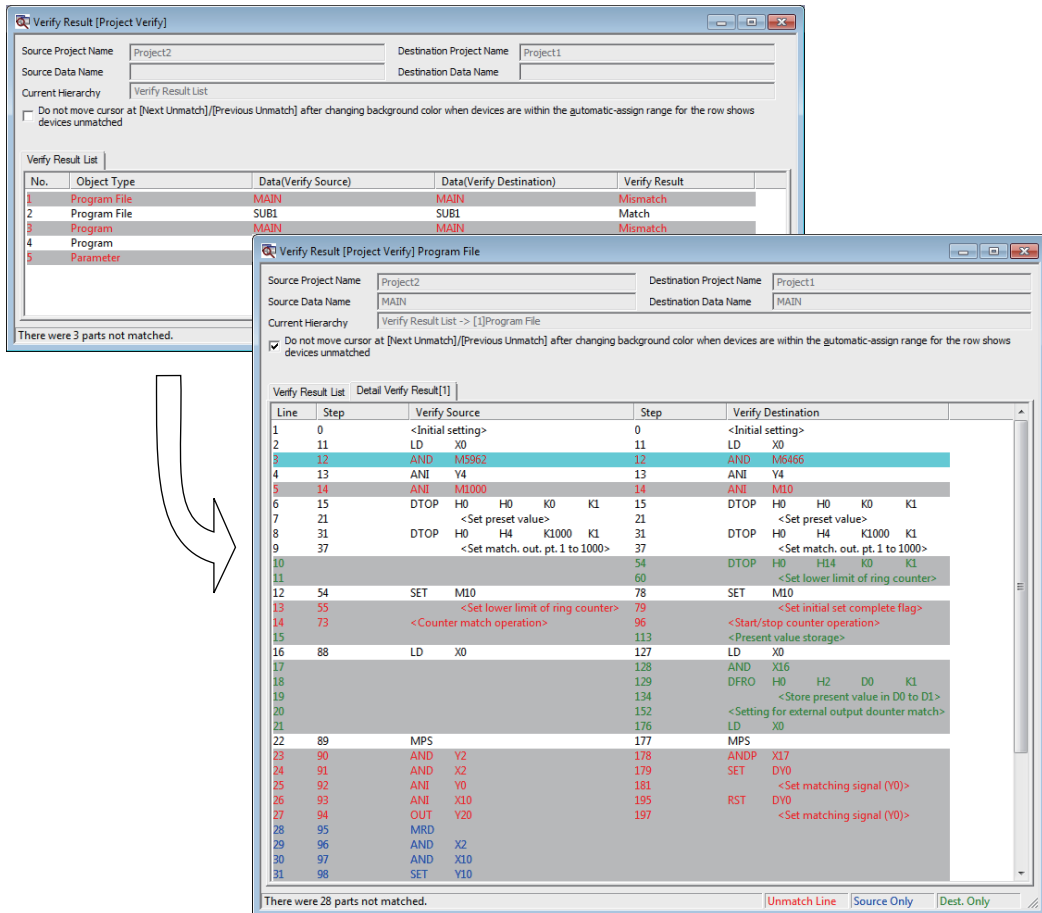 Verify Result [Project Verify]
Source Project Name Project2 Destination Project Name Project1
Source Data Name Destination Data Name
Current Hierarchy Verify Result List
Do not move cursor at [Next Unmatch]/[Previous Unmatch] after changing background color when devices are within the automatic-assign range for the row shows
devices unmatched
Verify Result List
No. Object Type Data(Verify Source) Data(Verify Destination) Verify Result
1 Program File MAIN MAIN Mismatch
2 Program File SUB1 SUB1 Match
3 Program MAIN MAIN Mismatch
4 Program
5 Parameter
There were 3 parts not matched.
Verify Result [Project Verify] Program File
Source Project Name Project2 Destination Project Name Project1
Source Data Name MAIN Destination Data Name MAIN
Current Hierarchy Verify Result List -> [1]Program File
Do not move cursor at [Next Unmatch]/[Previous Unmatch] after changing background color when devices are within the automatic-assign range for the row shows
devices unmatched
Verify Result List Detail Verify Result[1]
Line Step Verify Source Step Verify Destination
1 0 <Initial setting> 0 <Initial setting>
2 11 LD X0 11 LD X0
3 12 AND M5962 12 AND M6466
4 13 ANI Y4 13 ANI Y4
5 14 ANI M1000 14 ANI M10
6 15 DTOP H0 H0 K0 K1 15 DTOP H0 H0 K0 K1
7 21 <Set preset value> 21 <Set preset value>
8 31 DTOP H0 H4 K1000 K1 31 DTOP H0 H4 K1000 K1
9 37 <Set match. out. pt. 1 to 1000> 37 <Set match. out. pt. 1 to 1000>
10 54 DTOP H0 H14 K0 K1
11 60 <Set lower limit of ring counter>
12 54 SET M10 78 SET M10
13 55 <Set lower limit of ring counter> 79 <Set initial set complete flag>
14 73 <Counter match operation> 96 <Start/stop counter operation>
15 113 <Present value storage>
16 88 LD X0 127 LD X0
17 128 AND X16
18 129 DFRO H0 H2 D0 K1
19 134 <Store present value in D0 to D1>
20 152 <Setting for external output dounter match>
21 176 LD X0
22 89 MPS 177 MPS
23 90 AND Y2 178 ANDP X17
24 91 AND X2 179 SET DY0
25 92 ANI Y0 181 <Set matching signal (Y0)>
26 93 ANI X10 195 RST DY0
27 94 OUT Y20 197 <Set matching signal (Y0)>
28 95 MRD
29 96 AND X2
30 97 AND X10
31 98 SET Y10
There were 28 parts not matched. Unmatch Line Source Only Dest. Only